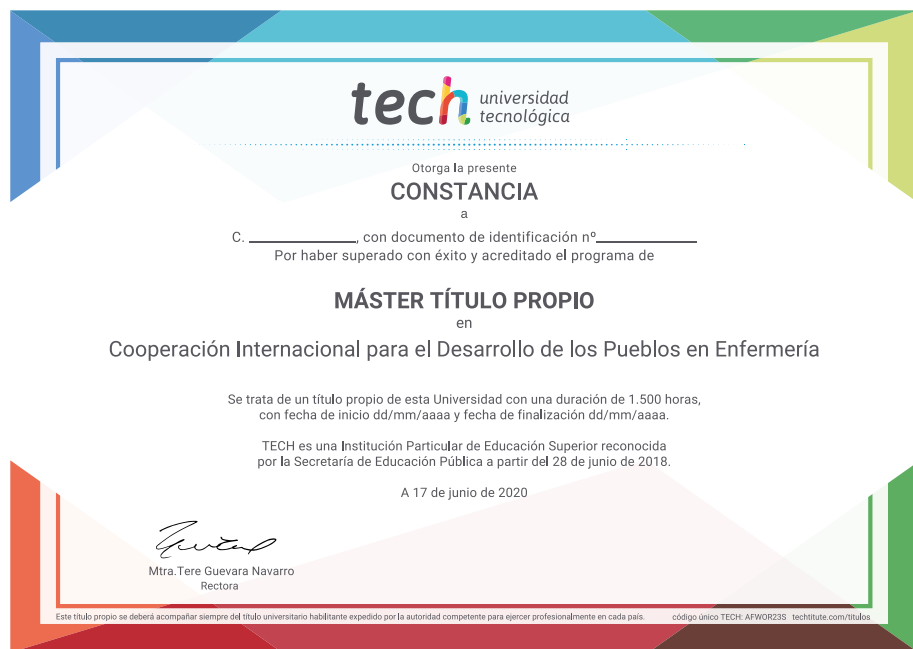 tech universidad
tecnológica
Otorga la presente
CONSTANCIA
a
C. ____________, con documento de identificación nº____________
Por haber superado con éxito y acreditado el programa de
MÁSTER TÍTULO PROPIO
en
Cooperación Internacional para el Desarrollo de los Pueblos en Enfermería
Se trata de un título propio de esta Universidad con una duración de 1.500 horas,
con fecha de inicio dd/mm/aaaa y fecha de finalización dd/mm/aaaa.
TECH es una Institución Particular de Educación Superior reconocida
por la Secretaría de Educación Pública a partir del 28 de junio de 2018.
A 17 de junio de 2020
Mtra.Tere Guevara Navarro
Rectora
Este título propio se deberá acompañar siempre del título universitario habilitante expedido por la autoridad competente para ejercer profesionalmente en cada país. código único TECH: AFWOR23S techtitute.com/titulos